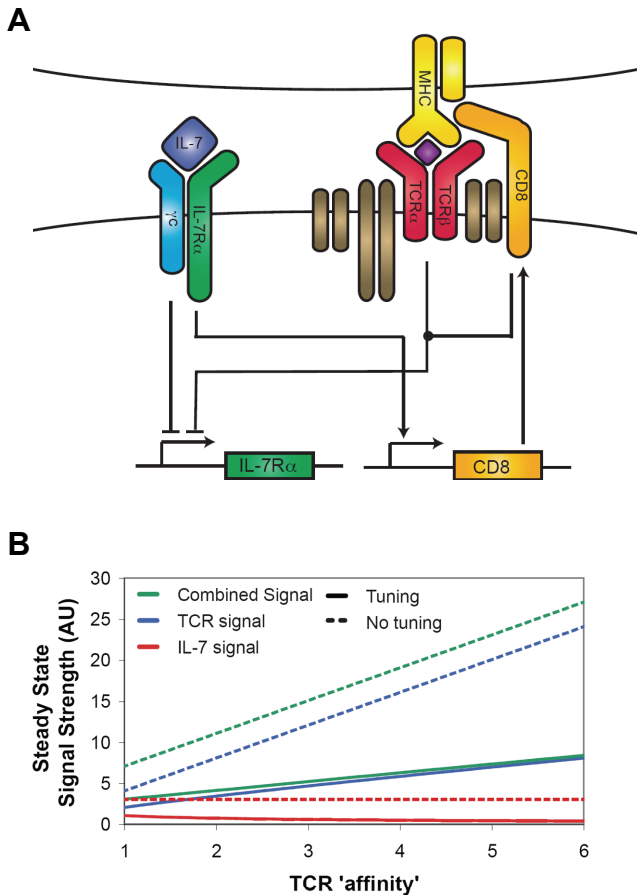 A
MHC
IL-7
γc
IL-7Rα
TCRα
TCRβ
CD8
IL-7Rα
CD8
B
Steady State
Signal Strength (AU)
30
25
20
15
10
5
0
Combined Signal
TCR signal
IL-7 signal
Tuning
No tuning
1 2 3 4 5 6
TCR 'affinity'